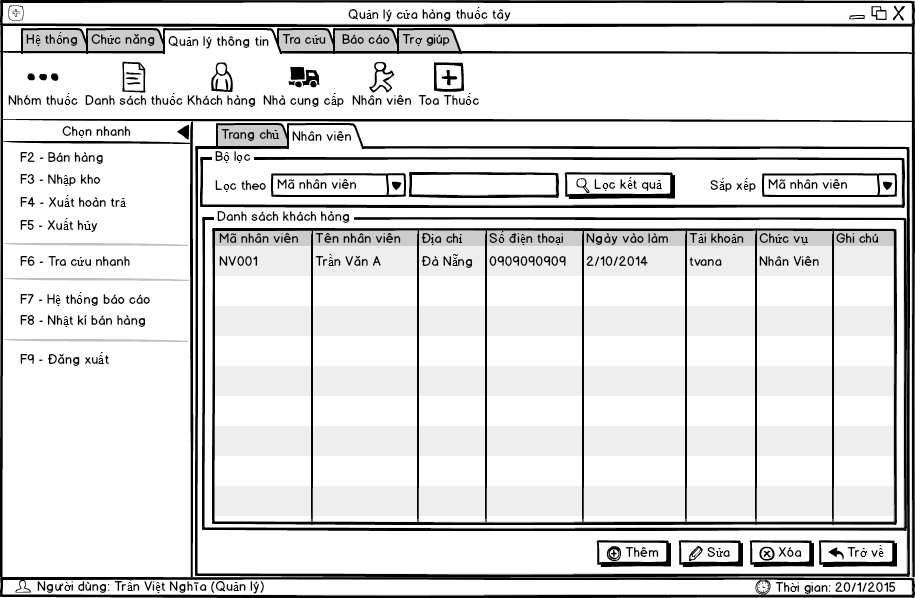 Quản lý cửa hàng thuốc tây
Hệ thống Chức năng Quản lý thông tin Tra cứu Báo cáo Trợ giúp
Nhóm thuốc Danh sách thuốc Khách hàng Nhà cung cấp Nhân viên Toa Thuốc
Chọn nhanh
F2 - Bán hàng
F3 - Nhập kho
F4 - Xuất hoàn trả
F5 - Xuất hủy
F6 - Tra cứu nhanh
F7 - Hệ thống báo cáo
F8 - Nhật kí bán hàng
F9 - Đăng xuất
Trang chủ Nhân viên
Bộ lọc
Lọc theo Mã nhân viên Lọc kết quả Sắp xếp Mã nhân viên
Danh sách khách hàng
Mã nhân viên Tên nhân viên Địa chỉ Số điện thoại Ngày vào làm Tài khoản Chức vụ Ghi chú
NV001 Trần Văn A Đà Nẵng 0909090909 2/10/2014 tvana Nhân Viên
Thêm Sửa Xóa Trở về
Người dùng: Trần Việt Nghĩa (Quản lý) Thời gian: 20/1/2015